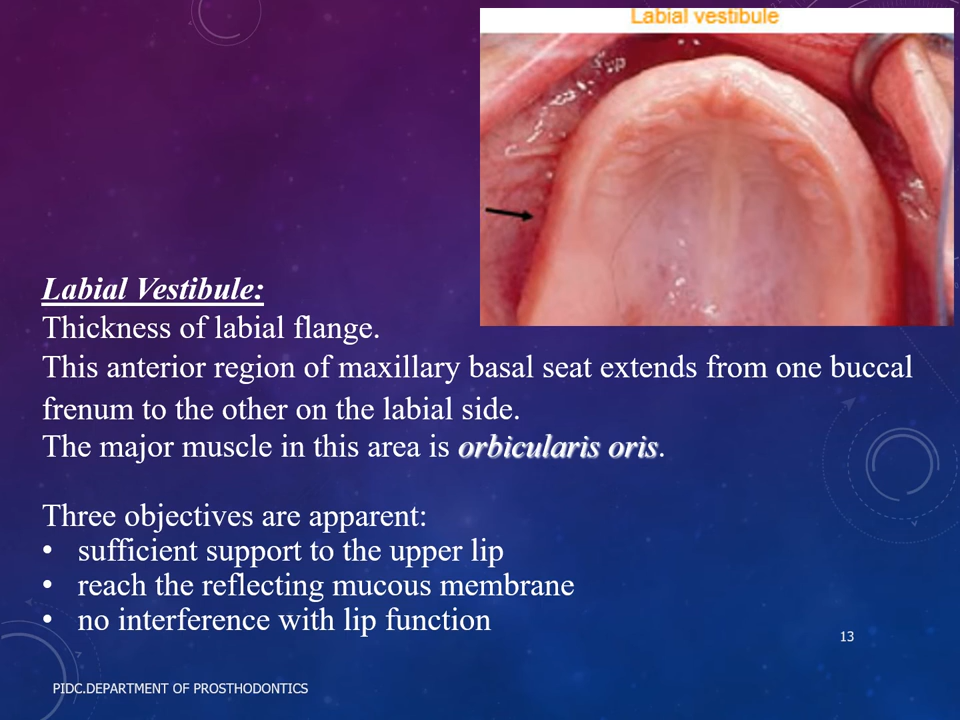 Labial vestibule
Labial Vestibule:
Thickness of labial flange.
This anterior region of maxillary basal seat extends from one buccal
frenum to the other on the labial side.
The major muscle in this area is orbicularis oris.
Three objectives are apparent:
• sufficient support to the upper lip
• reach the reflecting mucous membrane
• no interference with lip function
13
PIDC.DEPARTMENT OF PROSTHODONTICS